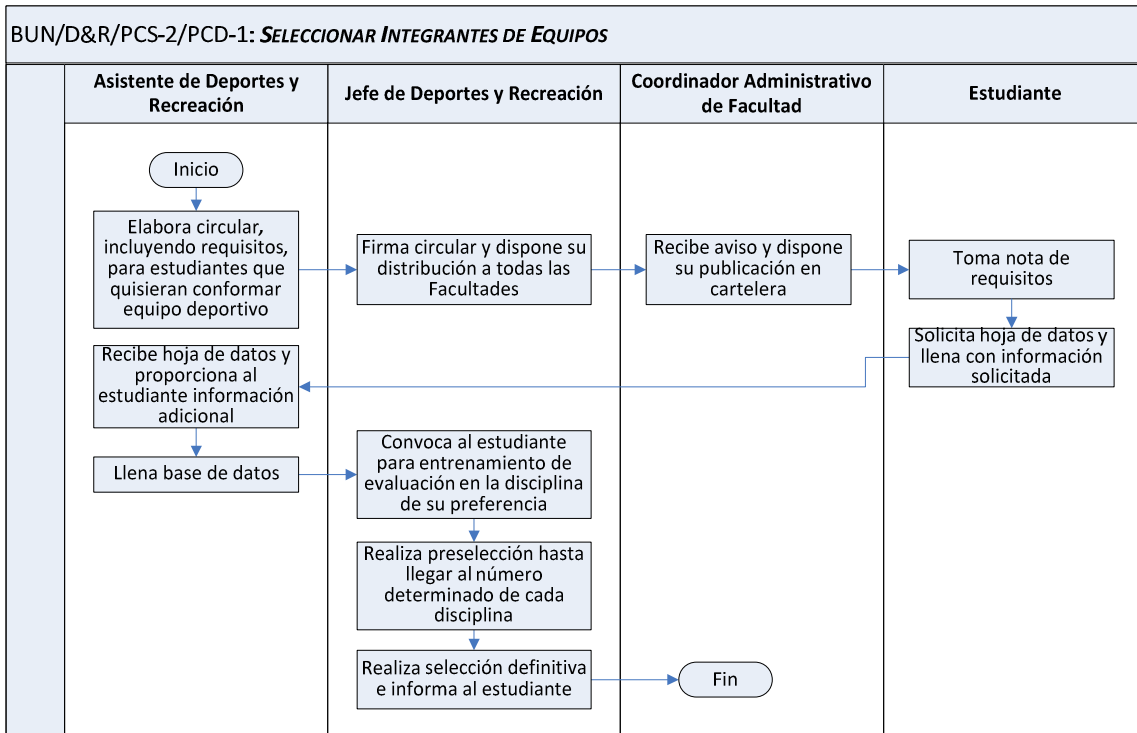 BUN/D&R/PCS-2/PCD-1: SELECCIONAR INTEGRANTES DE EQUIPOS
Asistente de Deportes y
Recreación
Jefe de Deportes y Recreación
Coordinador Administrativo
de Facultad
Estudiante
Inicio
Elabora circular,
incluyendo requisitos,
para estudiantes que
quisieran conformar
equipo deportivo
Firma circular y dispone su
distribución a todas las
Facultades
Recibe aviso y dispone
su publicación en
cartelera
Toma nota de
requisitos
Solicita hoja de datos y
llena con información
solicitada
Recibe hoja de datos y
proporciona al
estudiante información
adicional
Llena base de datos
Convoca al estudiante
para entrenamiento de
evaluación en la disciplina
de su preferencia
Realiza preselección hasta
llegar al número
determinado de cada
disciplina
Realiza selección definitiva
e informa al estudiante
Fin